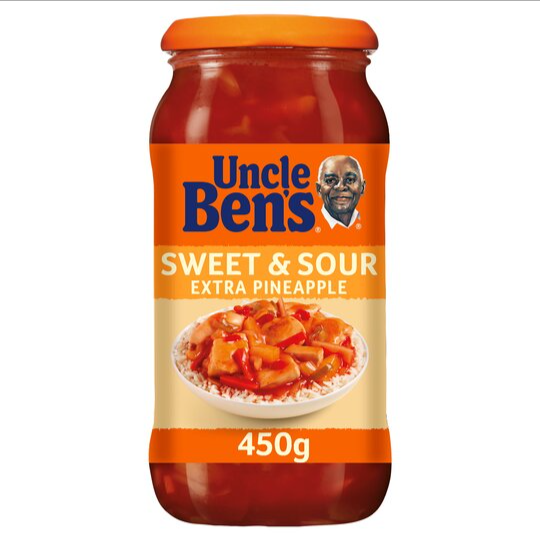 Uncle
Ben's®
®
SWEET & SOUR
EXTRA PINEAPPLE
450g